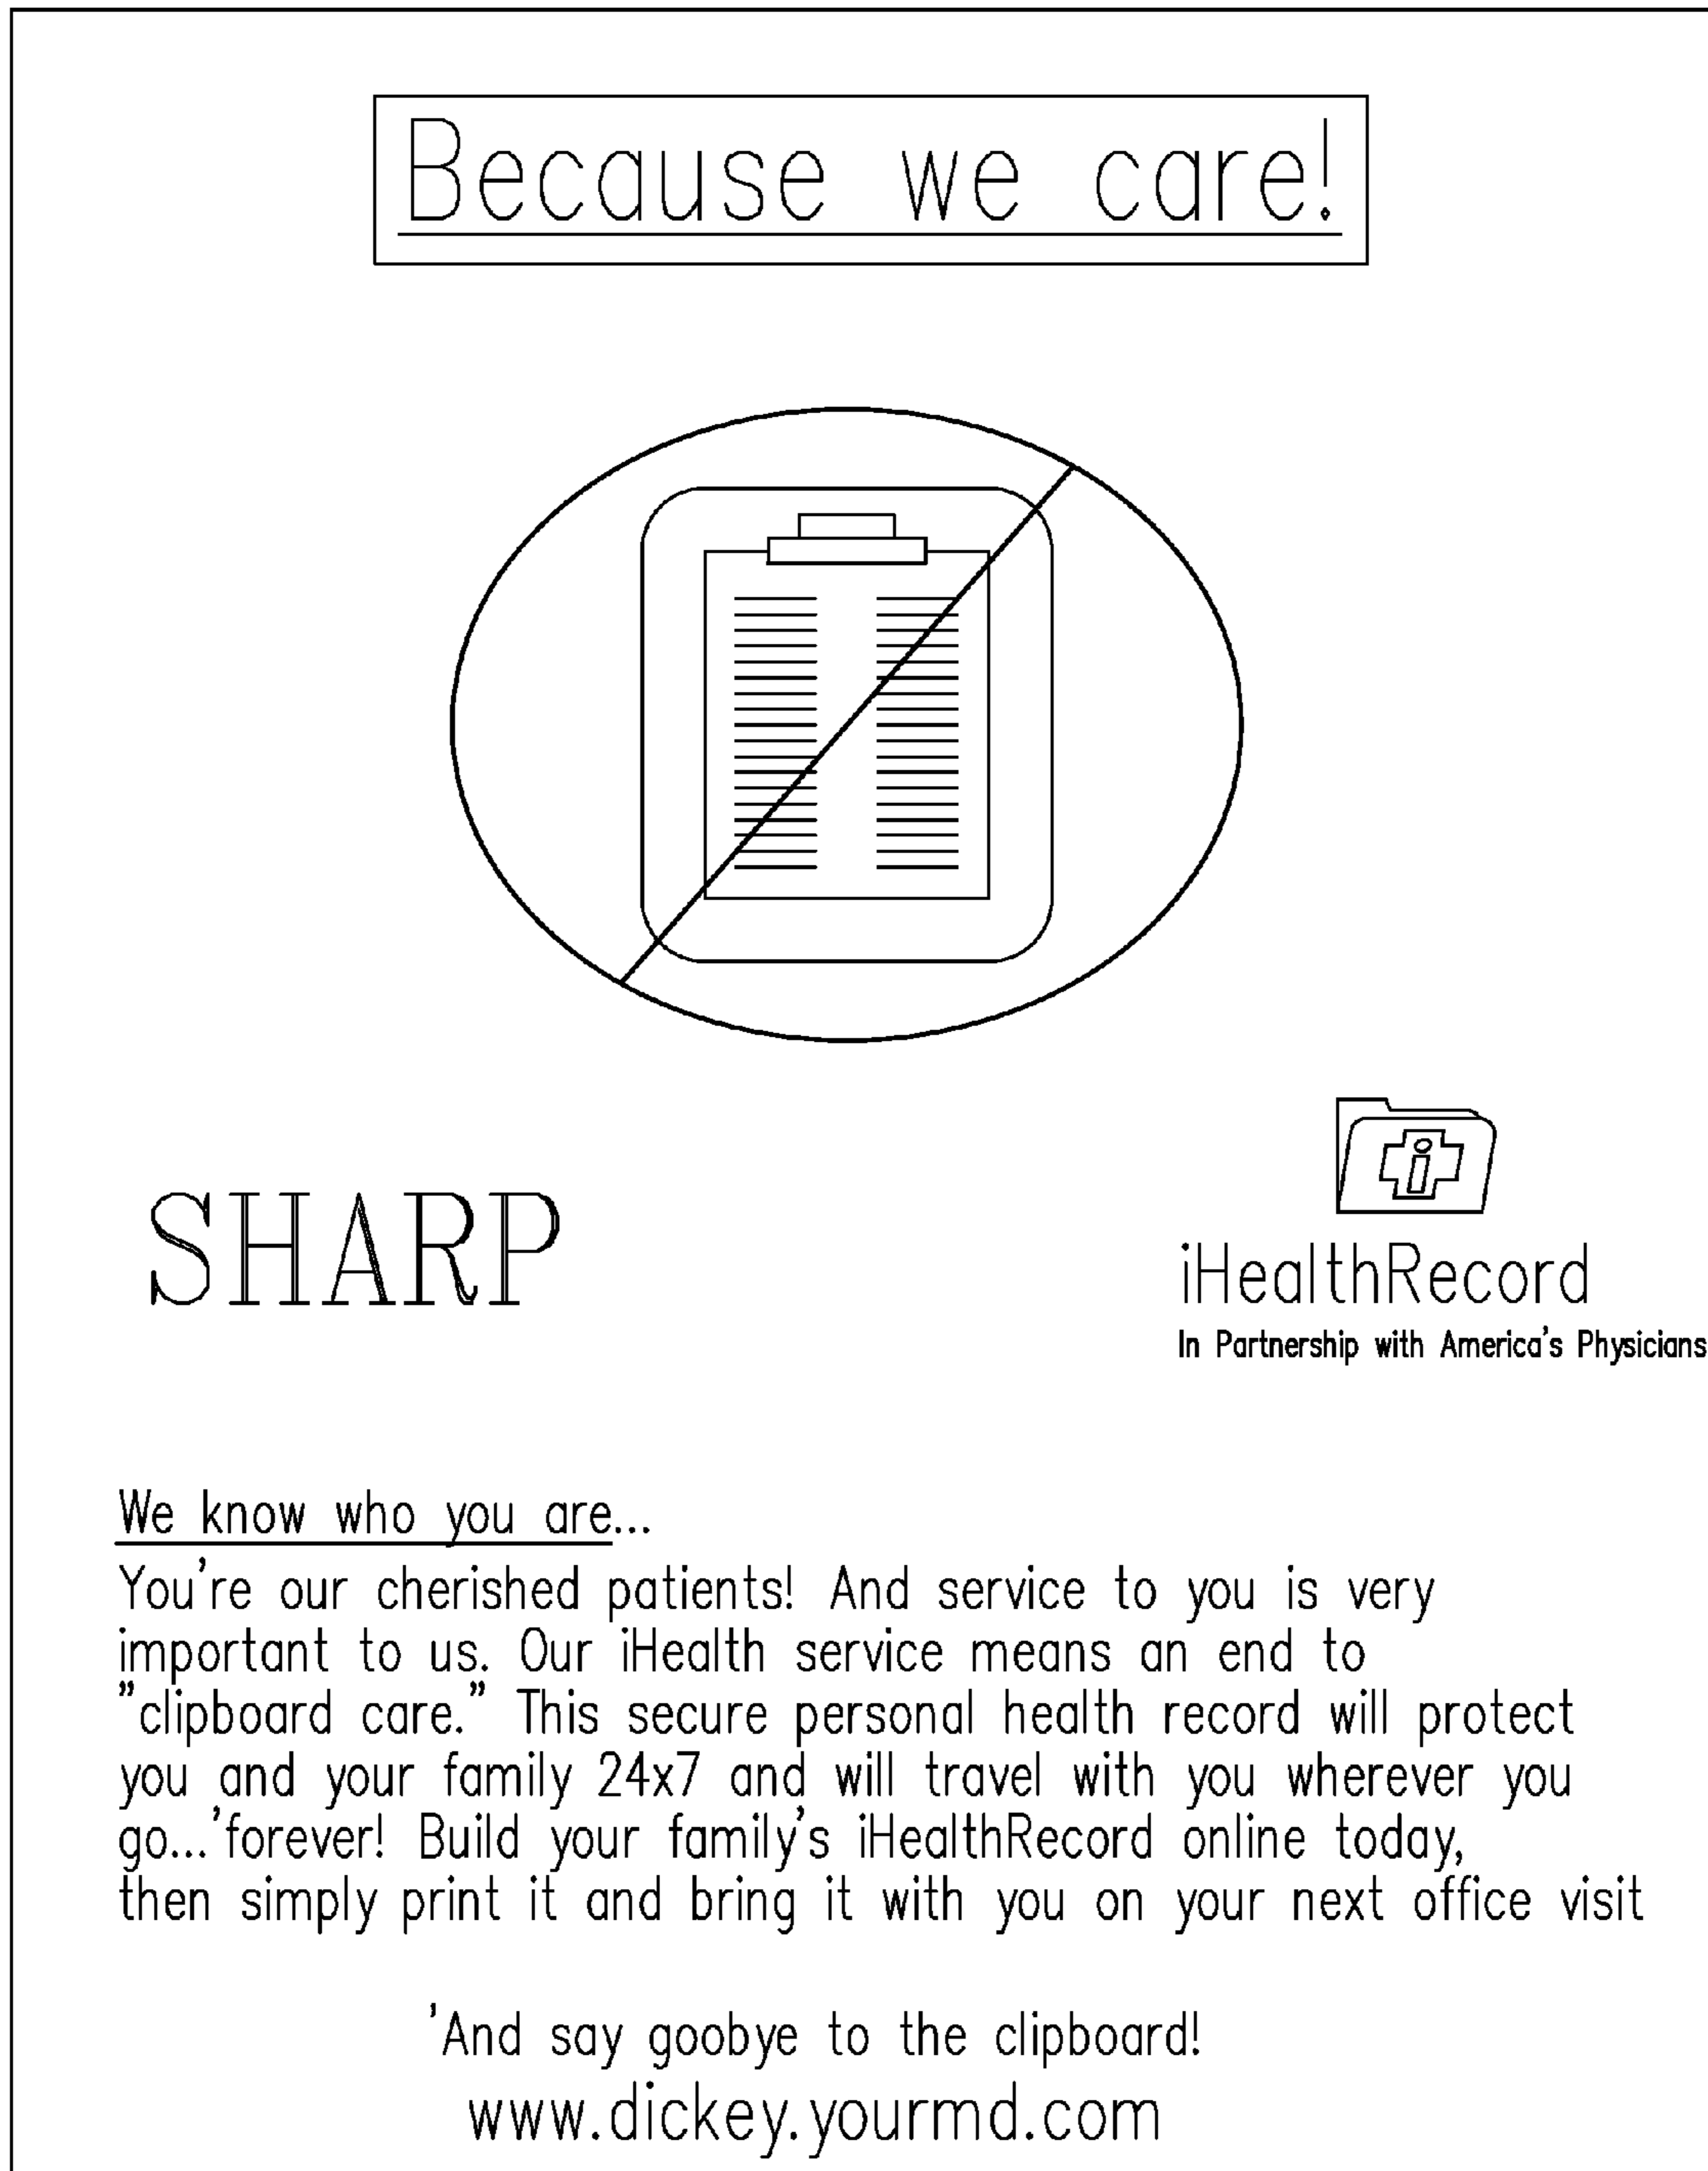 Because we care!
SHARP
i
iHealthRecord
In Partnership with America's Physicians
We know who you are...
You're our cherished patients! And service to you is very
important to us. Our iHealth service means an end to
"clipboard care." This secure personal health record will protect
you and your family 24x7 and will travel with you wherever you
go...'forever! Build your family's iHealthRecord online today,
then simply print it and bring it with you on your next office visit
'And say goobye to the clipboard!
www.dickey.yourmd.com